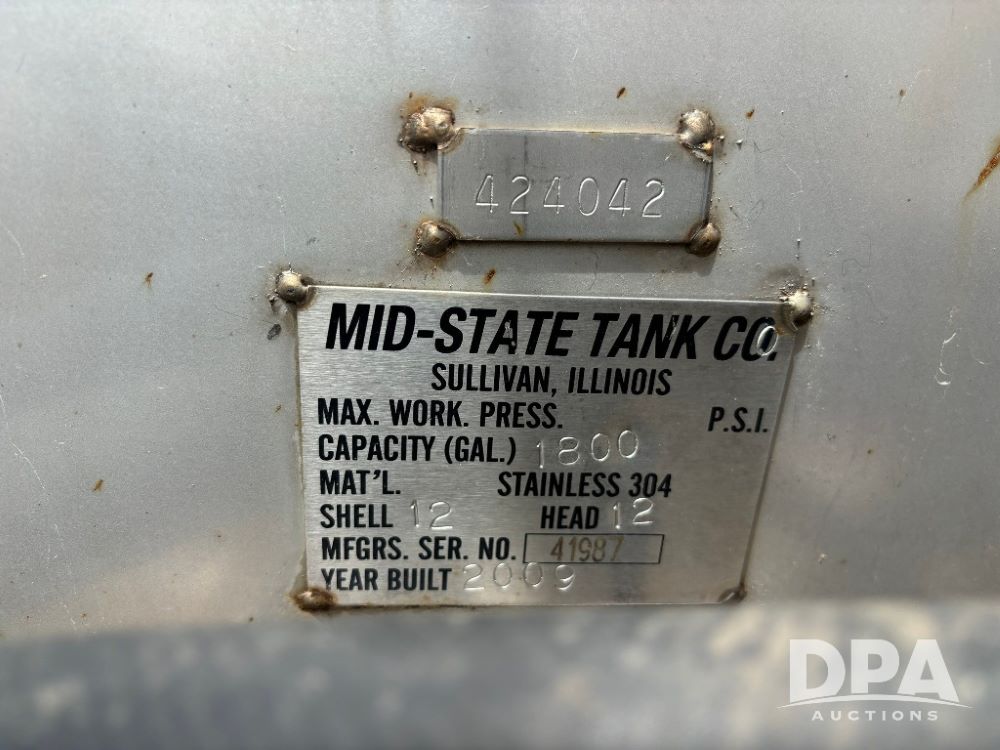 424042
MID-STATE TANK CO.
SULLIVAN, ILLINOIS
MAX. WORK. PRESS. P.S.I.
CAPACITY (GAL.) 1800
MAT'L. STAINLESS 304
SHELL 12 HEAD 12
MFGRS. SER. NO. 41987
YEAR BUILT 2009
DPA
AUCTIONS